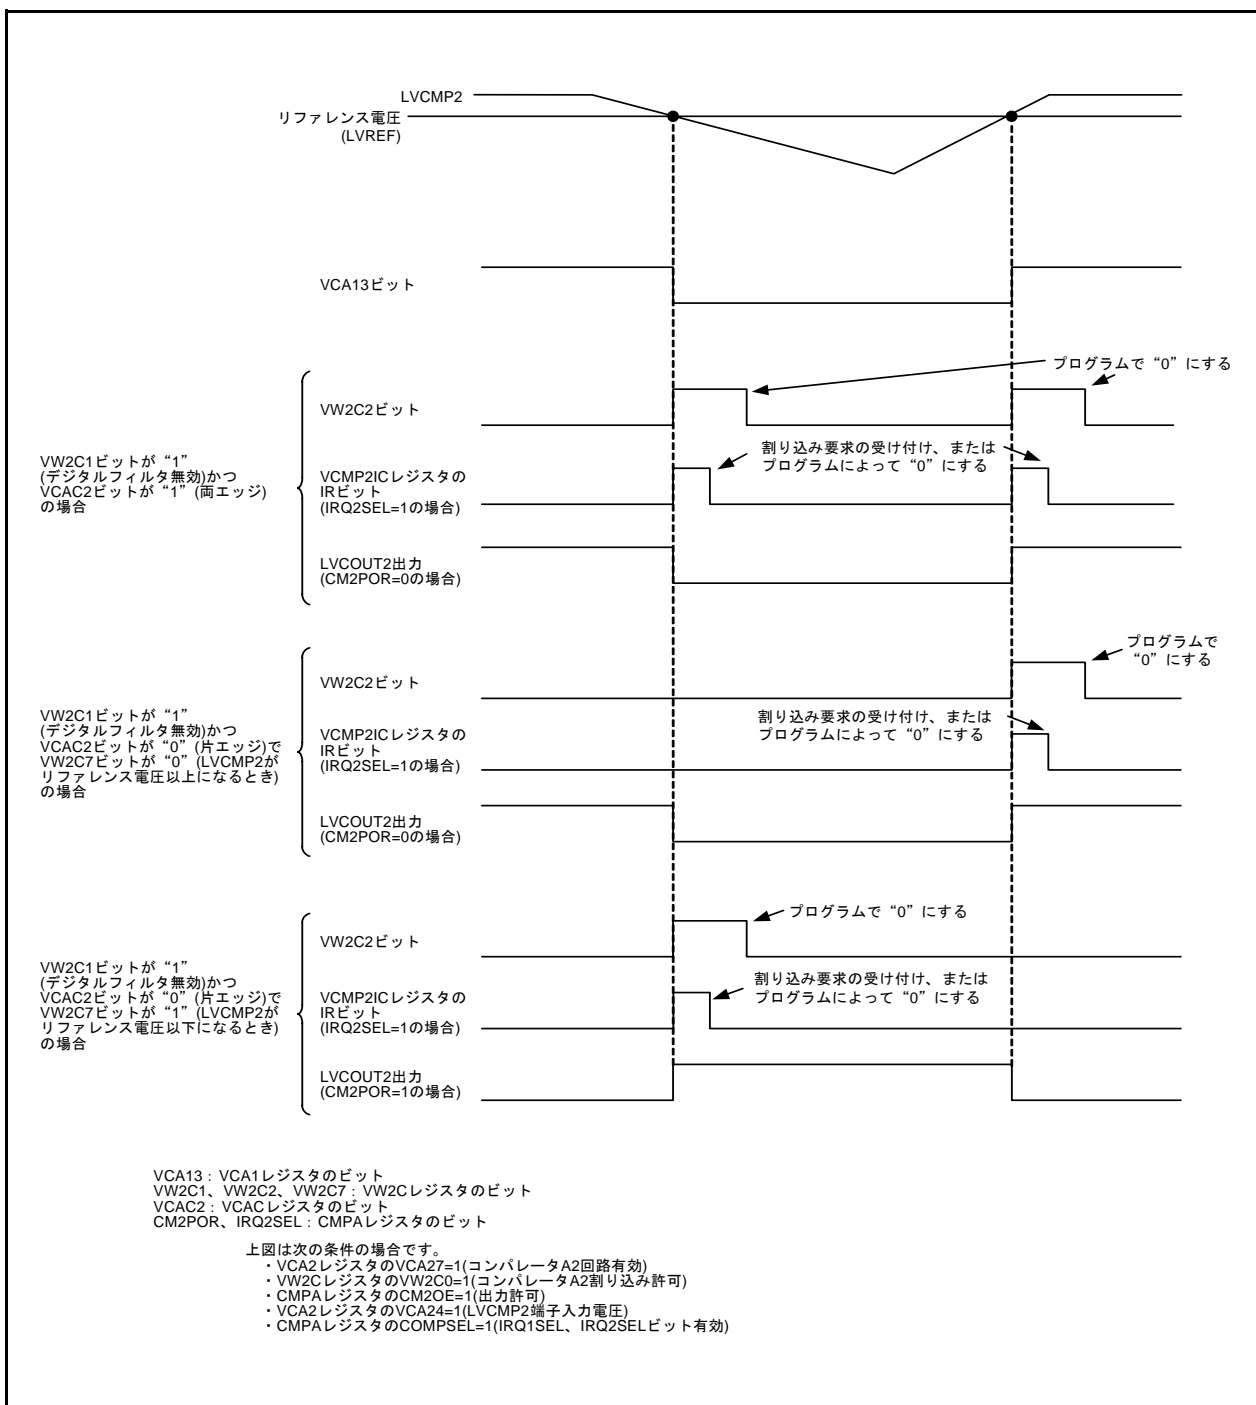 LVCMP2
リファレンス電圧
(LVREF)
VCA13ビット
プログラムで“0”にする
VW2C2ビット
割り込み要求の受け付け、または
プログラムによって“0”にする
VW2C1ビットが“1”
(デジタルフィルタ無効)かつ
VCAC2ビットが“1”(両エッジ)
の場合
VCMP2ICレジスタの
IRビット
(IRQ2SEL=1の場合)
LVCOUT2出力
(CM2POR=0の場合)
プログラムで
“0”にする
VW2C2ビット
VW2C1ビットが“1”
(デジタルフィルタ無効)かつ
VCAC2ビットが“0”(片エッジ)で
VW2C7ビットが“0”(LVCMP2が
リファレンス電圧以上になるとき)
の場合
割り込み要求の受け付け、または
プログラムによって“0”にする
VCMP2ICレジスタの
IRビット
(IRQ2SEL=1の場合)
LVCOUT2出力
(CM2POR=0の場合)
プログラムで“0”にする
VW2C2ビット
VW2C1ビットが“1”
(デジタルフィルタ無効)かつ
VCAC2ビットが“0”(片エッジ)で
VW2C7ビットが“1”(LVCMP2が
リファレンス電圧以下になるとき)
の場合
割り込み要求の受け付け、または
プログラムによって“0”にする
VCMP2ICレジスタの
IRビット
(IRQ2SEL=1の場合)
LVCOUT2出力
(CM2POR=1の場合)
VCA13：VCA1レジスタのビット
VW2C1、VW2C2、VW2C7：VW2Cレジスタのビット
VCAC2：VCACレジスタのビット
CM2POR、IRQ2SEL：CMPAレジスタのビット
上図は次の条件の場合です。
・VCA2レジスタのVCA27=1(コンパレータA2回路有効)
・VW2CレジスタのVW2C0=1(コンパレータA2割り込み許可)
・CMPAレジスタのCM2OE=1(出力許可)
・VCA2レジスタのVCA24=1(LVCMP2端子入力電圧)
・CMPAレジスタのCOMPSEL=1(IRQ1SEL、IRQ2SELビット有効)